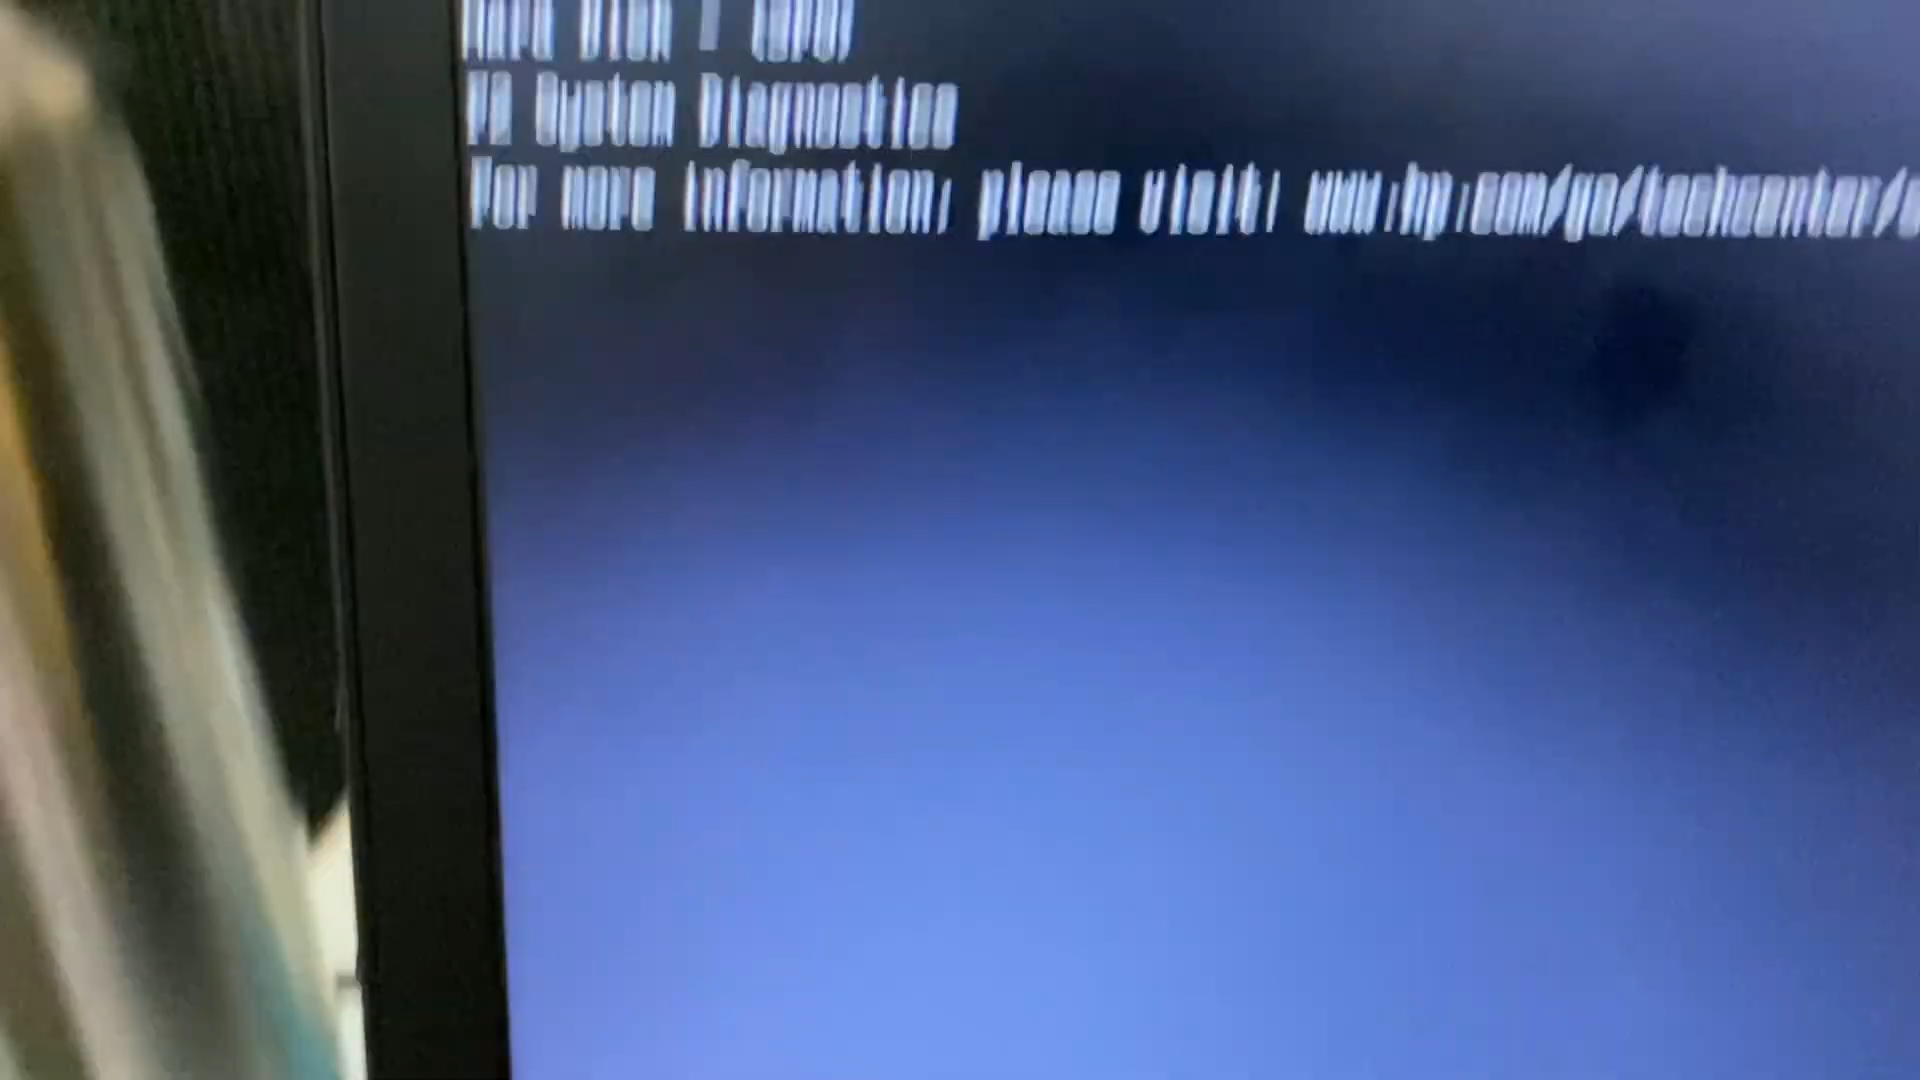 Hard Disk 1 (3F0)
F2 System Diagnostics
For more information, please visit: www.hp.com/go/techcenter/